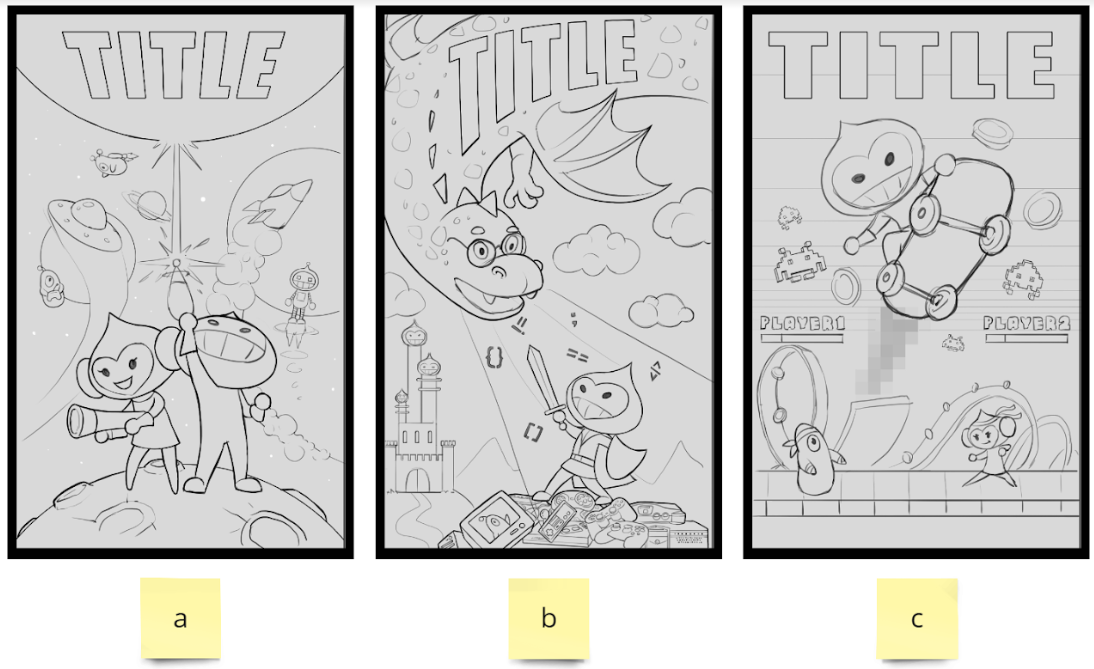 TITLE
TITLE
TITLE
;
{} ==
[]
PLAYER1 PLAYER2
a
b
c